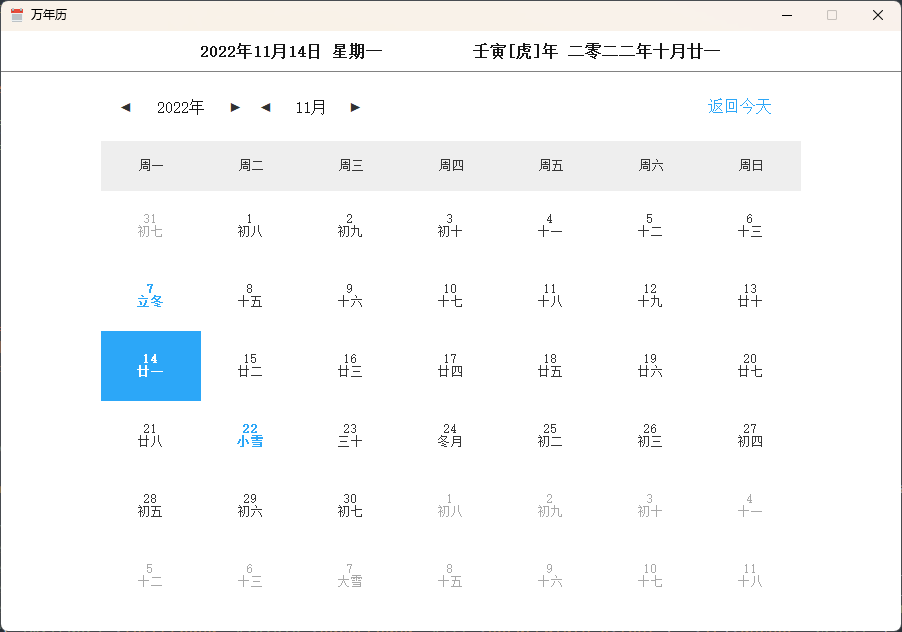 万年历
2022年11月14日 星期一 壬寅[虎]年 二零二二年十月廿一
◀ 2022年 ▶ ◀ 11月 ▶ 返回今天
周一 周二 周三 周四 周五 周六 周日
31 1 2 3 4 5 6
初七 初八 初九 初十 十一 十二 十三
7 8 9 10 11 12 13
立冬 十五 十六 十七 十八 十九 廿十
14 15 16 17 18 19 20
廿一 廿二 廿三 廿四 廿五 廿六 廿七
21 22 23 24 25 26 27
廿八 小雪 三十 冬月 初二 初三 初四
28 29 30 1 2 3 4
初五 初六 初七 初八 初九 初十 十一
5 6 7 8 9 10 11
十二 十三 大雪 十五 十六 十七 十八